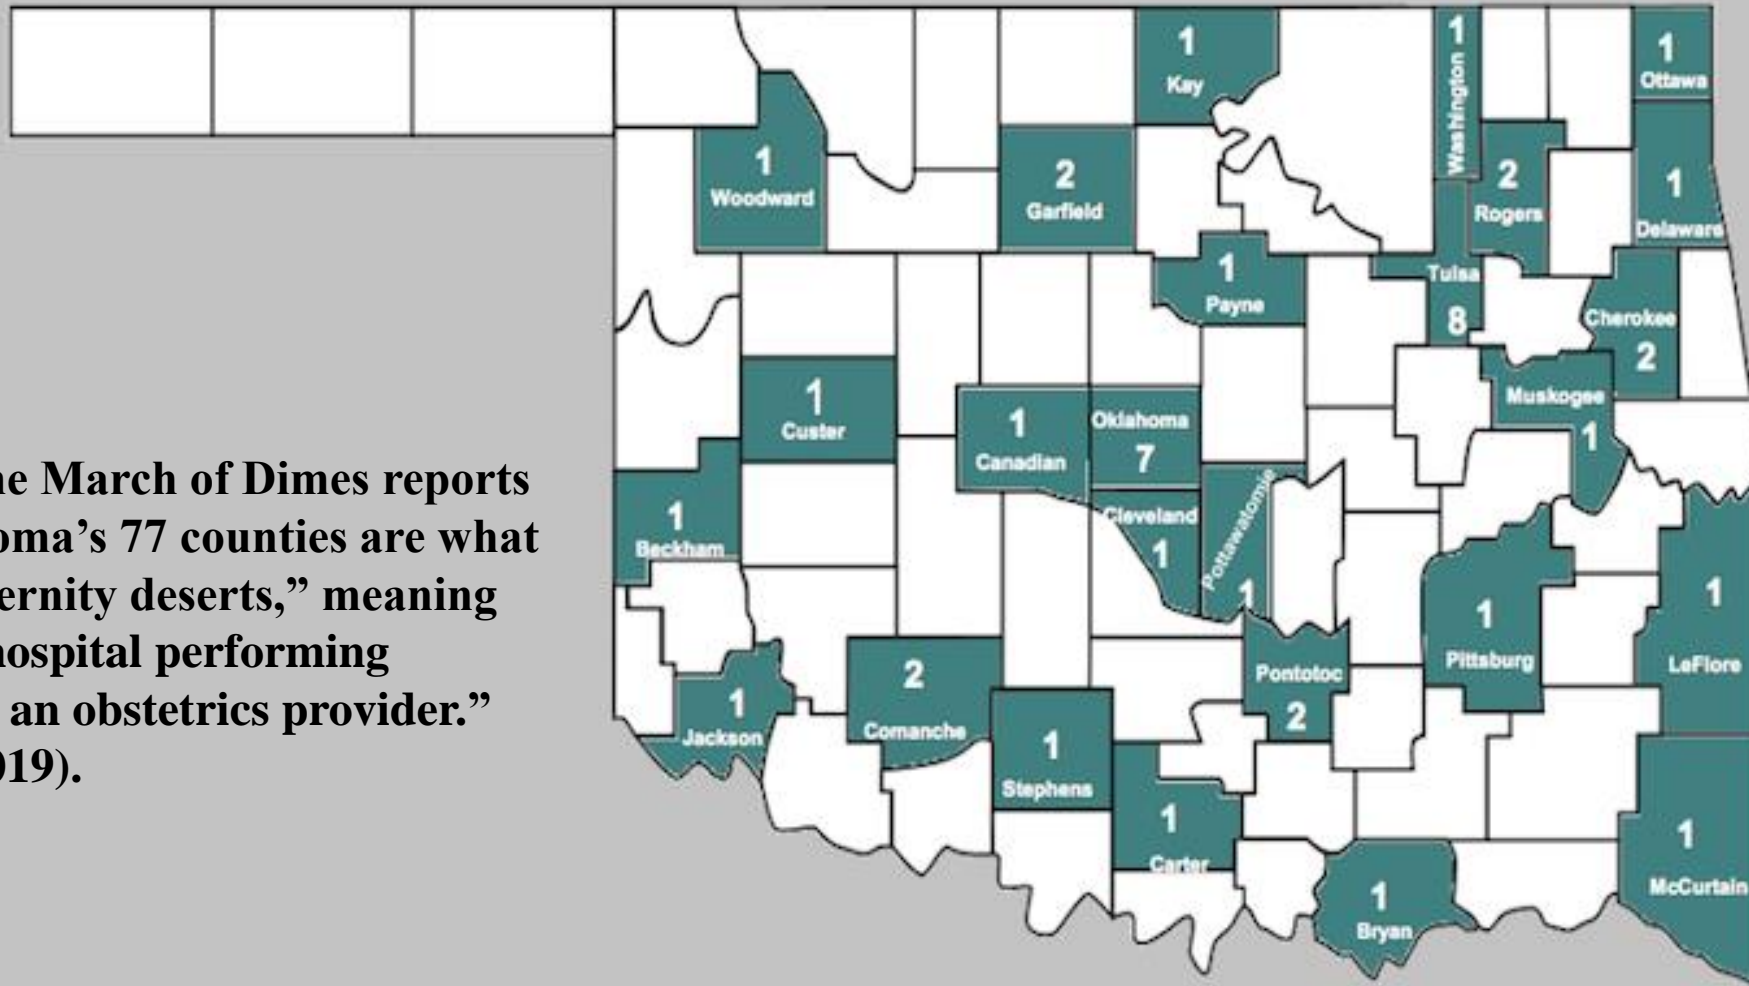 1
Kay
1
Washington
1
Ottawa
1
Woodward
2
Garfield
2
Rogers
1
Delaware
1
Payne
Tulsa
8
Cherokee
2
1
Custer
1
Canadian
Oklahoma
7
Muskogee
1
ne March of Dimes reports
oma’s 77 counties are what
ernity deserts,” meaning
hospital performing
an obstetrics provider.”
019).
1
Beckham
Cleveland
1
Pottawatomie
1
1
Pittsburg
1
LeFlore
2
Comanche
Pontotoc
2
1
Jackson
1
Stephens
1
Carter
1
McCurtain
1
Bryan